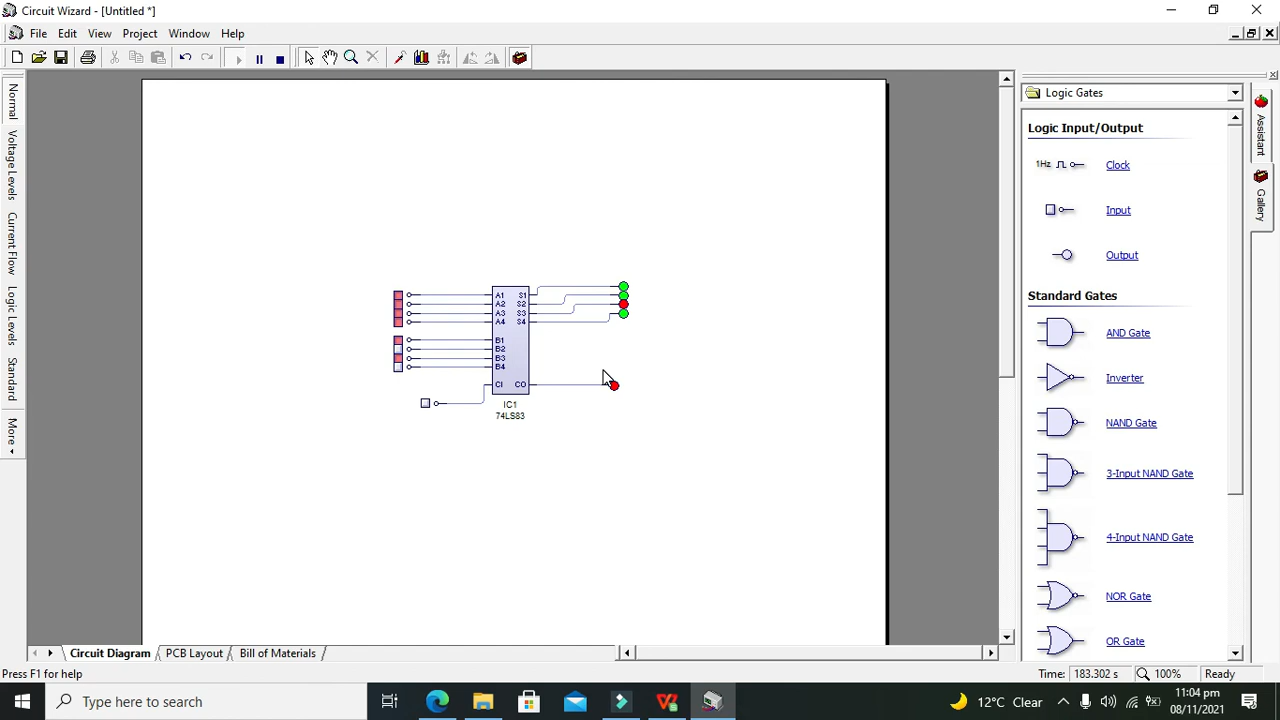 Circuit Wizard - [Untitled *]
File Edit View Project Window Help
Normal
Voltage Levels
Current Flow
Logic Levels
Standard
More
A1 S1
A2 S2
A3 S3
A4 S4
B1
B2
B3
B4
CI CO
IC1
74LS83
Logic Gates
Logic Input/Output
1Hz Clock
Input
Output
Standard Gates
AND Gate
Inverter
NAND Gate
3-Input NAND Gate
4-Input NAND Gate
NOR Gate
OR Gate
Assistant
Gallery
Circuit Diagram PCB Layout Bill of Materials
Press F1 for help Time: 183.302 s 100% Ready
Type here to search 12°C Clear 11:04 pm
08/11/2021